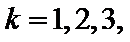 k = 1, 2, 3,